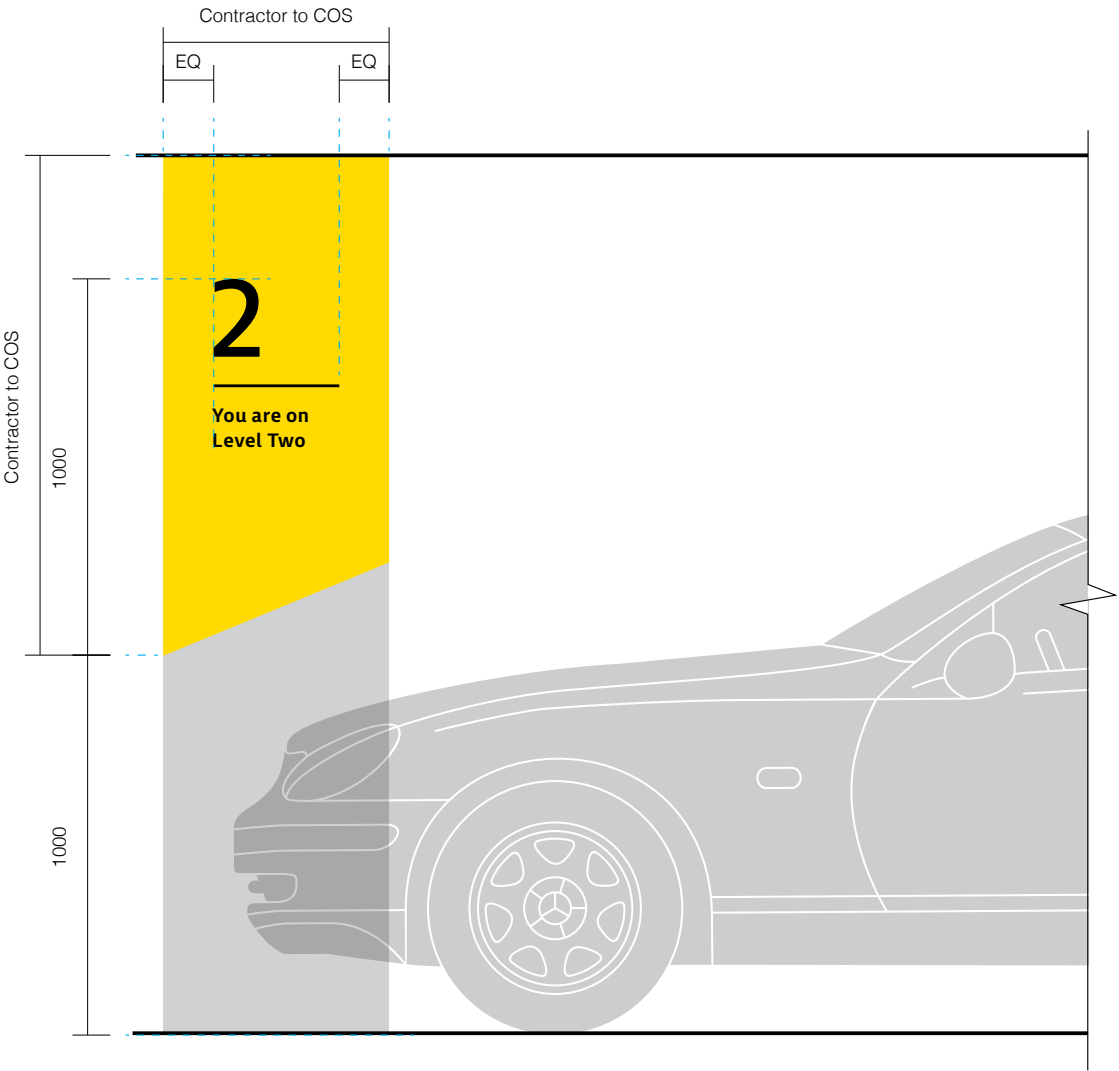 Contractor to COS
EQ
EQ
Contractor to COS
1000
2
You are on
Level Two
1000